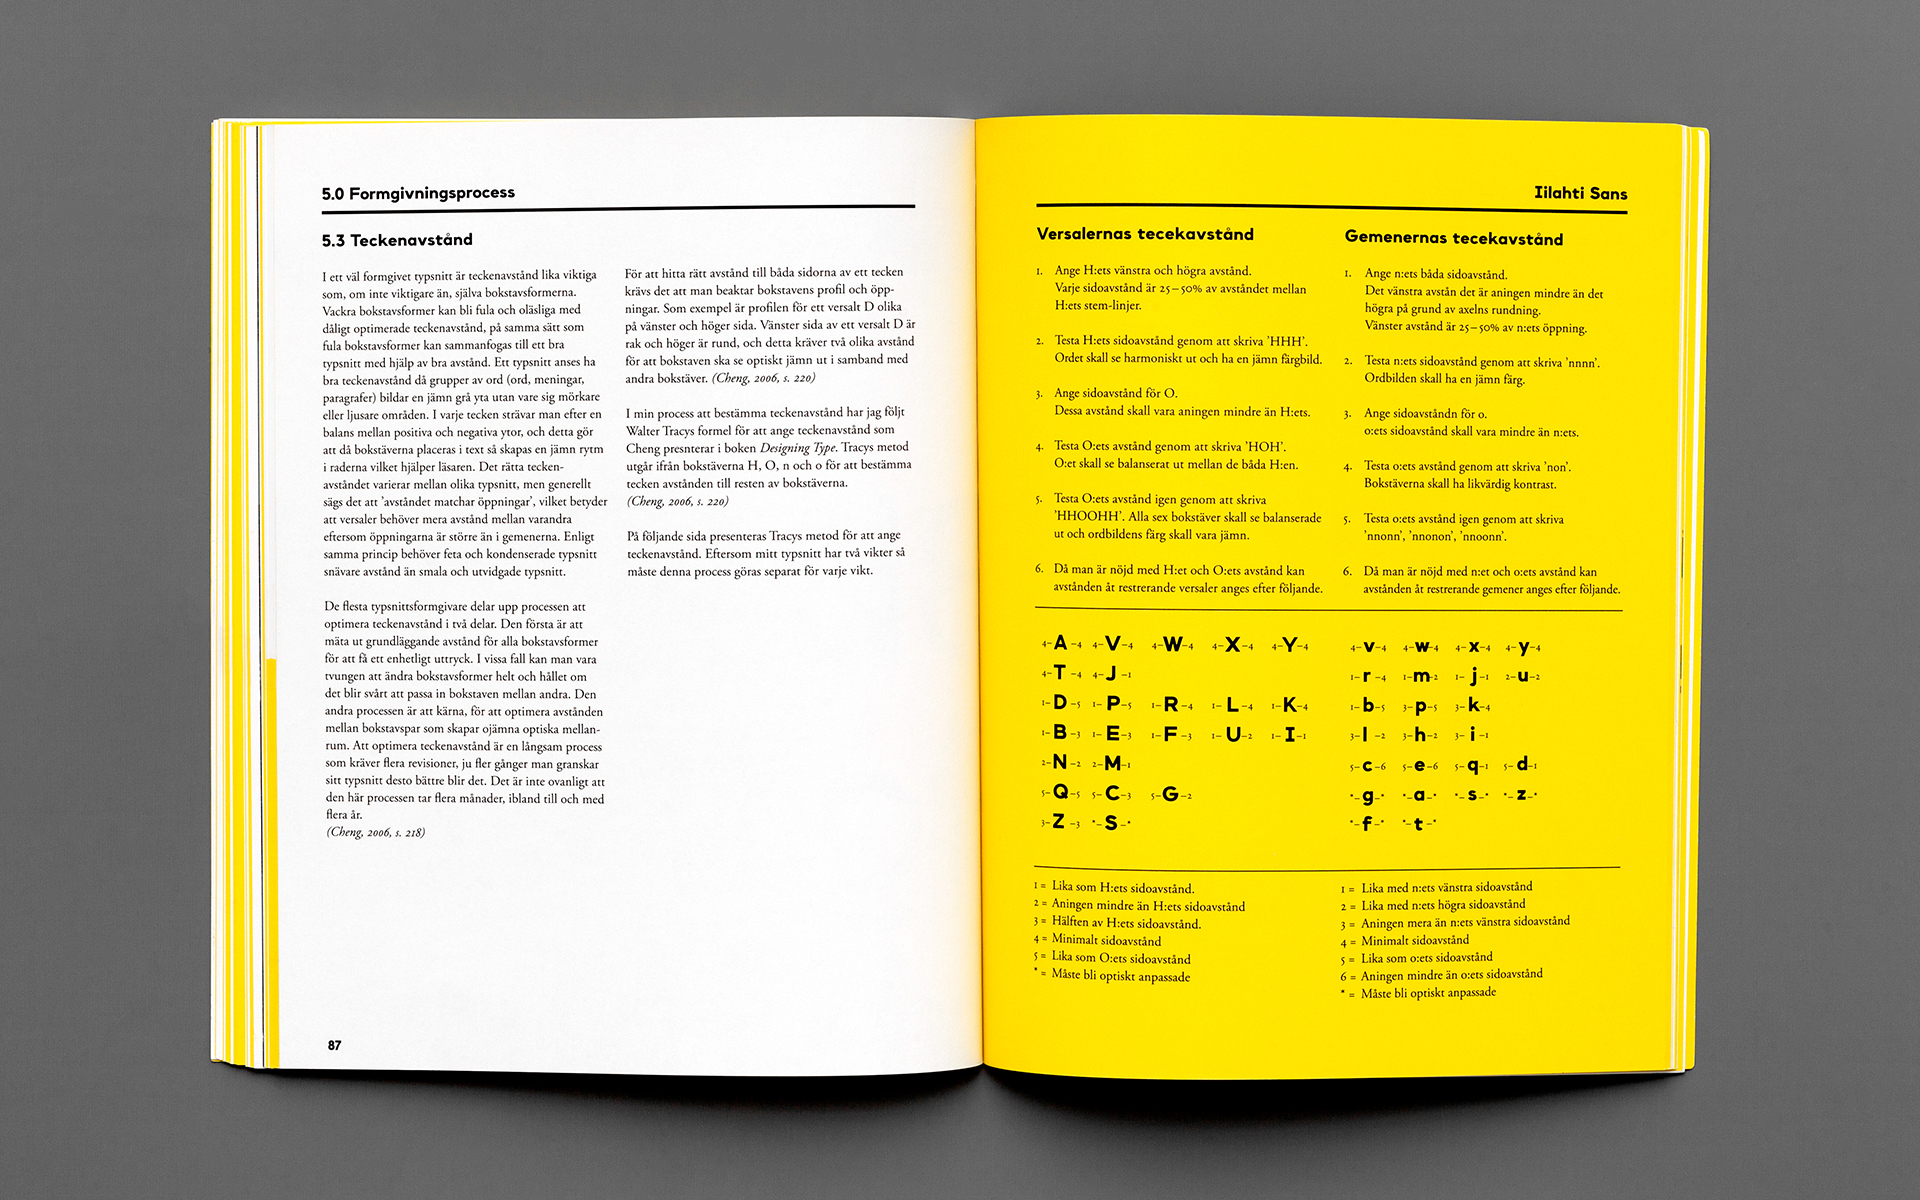 5.0 Formgivningsprocess
5.3 Teckenavstånd
I ett väl formgivet typsnitt är teckenavstånd lika viktiga
som, om inte viktigare än, själva bokstavsformerna.
Vackra bokstavsformer kan bli fula och oläsliga med
dåligt optimerade teckenavstånd, på samma sätt som
fula bokstavsformer kan sammanfogas till ett bra
typsnitt med hjälp av bra avstånd. Ett typsnitt anses ha
bra teckenavstånd då grupper av ord (ord, meningar,
paragrafer) bildar en jämn grå yta utan vare sig mörkare
eller ljusare områden. I varje tecken strävar man efter en
balans mellan positiva och negativa ytor, och detta gör
att då bokstäverna placeras i text så skapas en jämn rytm
i raderna vilket hjälper läsaren. Det rätta tecken-
avståndet varierar mellan olika typsnitt, men generellt
sägs det att ’avståndet matchar öppningar’, vilket betyder
att versaler behöver mera avstånd mellan varandra
eftersom öppningarna är större än i gemenerna. Enligt
samma princip behöver feta och kondenserade typsnitt
snävare avstånd än smala och utvidgade typsnitt.
De flesta typsnittsformgivare delar upp processen att
optimera teckenavstånd i två delar. Den första är att
mäta ut grundläggande avstånd för alla bokstavsformer
för att få ett enhetligt uttryck. I vissa fall kan man vara
tvungen att ändra bokstavsformer helt och hållet om
det blir svårt att passa in bokstaven mellan andra. Den
andra processen är att kärna, för att optimera avstånden
mellan bokstavspar som skapar ojämna optiska mellan-
rum. Att optimera teckenavstånd är en långsam process
som kräver flera revisioner, ju fler gånger man granskar
sitt typsnitt desto bättre blir det. Det är inte ovanligt att
den här processen tar flera månader, ibland till och med
flera år.
(Cheng, 2006, s. 218)
För att hitta rätt avstånd till båda sidorna av ett tecken
krävs det att man beaktar bokstavens profil och öpp-
ningar. Som exempel är profilen för ett versalt D olika
på vänster och höger sida. Vänster sida av ett versalt D är
rak och höger är rund, och detta kräver två olika avstånd
för att bokstaven ska se optiskt jämn ut i samband med
andra bokstäver. (Cheng, 2006, s. 220)
I min process att bestämma teckenavstånd har jag följt
Walter Tracys formel för att ange teckenavstånd som
Cheng presnterar i boken Designing Type. Tracys metod
utgår ifrån bokstäverna H, O, n och o för att bestämma
tecken avstånden till resten av bokstäverna.
(Cheng, 2006, s. 220)
På följande sida presenteras Tracys metod för att ange
teckenavstånd. Eftersom mitt typsnitt har två vikter så
måste denna process göras separat för varje vikt.
87
Iilahti Sans
Versalernas tecekavstånd
1. Ange H:ets vänstra och högra avstånd.
Varje sidoavstånd är 25–50% av avståndet mellan
H:ets stem-linjer.
2. Testa H:ets sidoavstånd genom att skriva ’HHH’.
Ordet skall se harmoniskt ut och ha en jämn färgbild.
3. Ange sidoavstånd för O.
Dessa avstånd skall vara aningen mindre än H:ets.
4. Testa O:ets avstånd genom att skriva ’HOH’.
O:et skall se balanserat ut mellan de båda H:en.
5. Testa O:ets avstånd igen genom att skriva
’HHOOHH’. Alla sex bokstäver skall se balanserade
ut och ordbildens färg skall vara jämn.
6. Då man är nöjd med H:et och O:ets avstånd kan
avstånden åt restrerande versaler anges efter följande.
Gemenernas tecekavstånd
1. Ange n:ets båda sidoavstånd.
Det vänstra avstån det är aningen mindre än det
högra på grund av axelns rundning.
Vänster avstånd är 25–50% av n:ets öppning.
2. Testa n:ets sidoavstånd genom att skriva ’nnnn’.
Ordbilden skall ha en jämn färg.
3. Ange sidoavståndn för o.
o:ets sidoavstånd skall vara mindre än n:ets.
4. Testa o:ets avstånd genom att skriva ’non’.
Bokstäverna skall ha likvärdig kontrast.
5. Testa o:ets avstånd igen genom att skriva
’nnonn’, ’nnonon’, ’nnoonn’.
6. Då man är nöjd med n:et och o:ets avstånd kan
avstånden åt restrerande gemener anges efter följande.
4–A–4 4–V–4 4–W–4 4–X–4 4–Y–4
4–T–4 4–J–1
1–D–5 1–P–5 1–R–4 1–L–4 1–K–4
1–B–3 1–E–3 1–F–3 1–U–2 1–I–1
2–N–2 2–M–1
5–Q–5 5–C–3 5–G–2
3–Z–3 *–S–*
4–v–4 4–w–4 4–x–4 4–y–4
1–r–4 1–m–2 1–j–1 2–u–2
1–b–5 3–p–5 3–k–4
3–l–2 3–h–2 3–i–1
5–c–6 5–e–6 5–q–1 5–d–1
*–g–* *–a–* *–s–* *–z–*
*–f–* *–t–*
1 = Lika som H:ets sidoavstånd.
2 = Aningen mindre än H:ets sidoavstånd
3 = Hälften av H:ets sidoavstånd.
4 = Minimalt sidoavstånd
5 = Lika som O:ets sidoavstånd
* = Måste bli optiskt anpassade
1 = Lika med n:ets vänstra sidoavstånd
2 = Lika med n:ets högra sidoavstånd
3 = Aningen mera än n:ets vänstra sidoavstånd
4 = Minimalt sidoavstånd
5 = Lika som o:ets sidoavstånd
6 = Aningen mindre än o:ets sidoavstånd
* = Måste bli optiskt anpassade